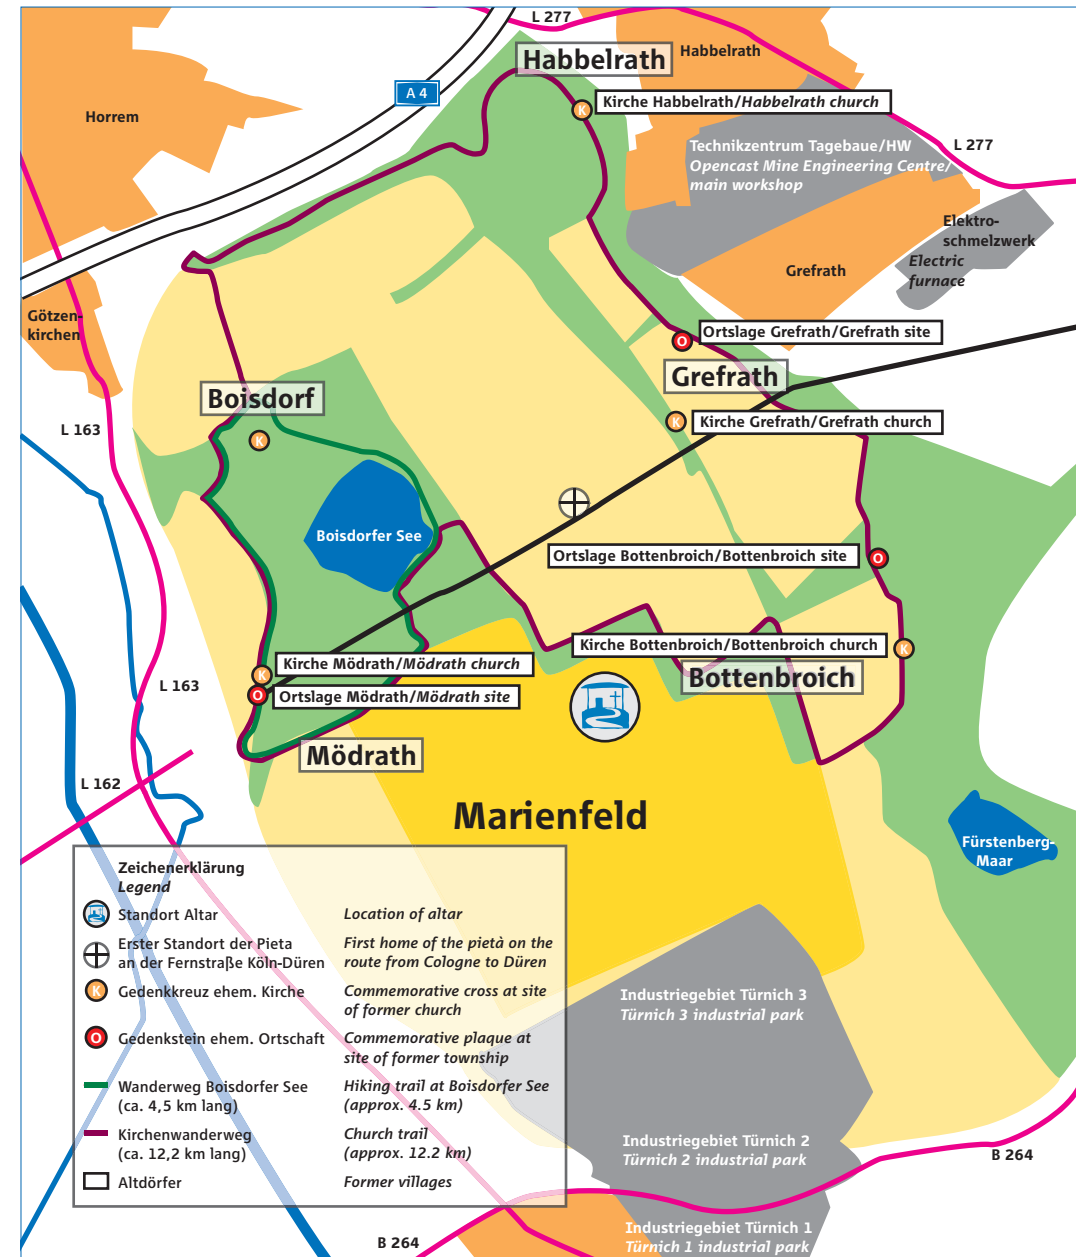 L 277
Habbelrath
Habbelrath
A 4
Kirche Habbelrath/Habbelrath church
Horrem
L 277
Technikzentrum Tagebaue/HW
Opencast Mine Engineering Centre/
main workshop
Elektro-
schmelzwerk
Electric
furnace
Grefrath
Götzen-
kirchen
Ortslage Grefrath/Grefrath site
O
Grefrath
Boisdorf
K
Kirche Grefrath/Grefrath church
K
L 163
K
Boisdorfer See
Ortslage Bottenbroich/Bottenbroich site
O
Kirche Bottenbroich/Bottenbroich church
K
Kirche Mödrath/Mödrath church
K
Bottenbroich
L 163
Ortslage Mödrath/Mödrath site
O
Mödrath
L 162
Marienfeld
Fürstenberg-
Maar
Zeichenerklärung
Legend
Standort Altar
Location of altar
Erster Standort der Pieta
an der Fernstraße Köln-Düren
First home of the pietà on the
route from Cologne to Düren
K
Gedenkkreuz ehem. Kirche
Commemorative cross at site
of former church
O
Gedenkstein ehem. Ortschaft
Commemorative plaque at
site of former township
Wanderweg Boisdorfer See
(ca. 4,5 km lang)
Hiking trail at Boisdorfer See
(approx. 4.5 km)
Kirchenwanderweg
(ca. 12,2 km lang)
Church trail
(approx. 12.2 km)
Altdörfer
Former villages
Industriegebiet Türnich 3
Türnich 3 industrial park
Industriegebiet Türnich 2
Türnich 2 industrial park
B 264
Industriegebiet Türnich 1
Türnich 1 industrial park
B 264